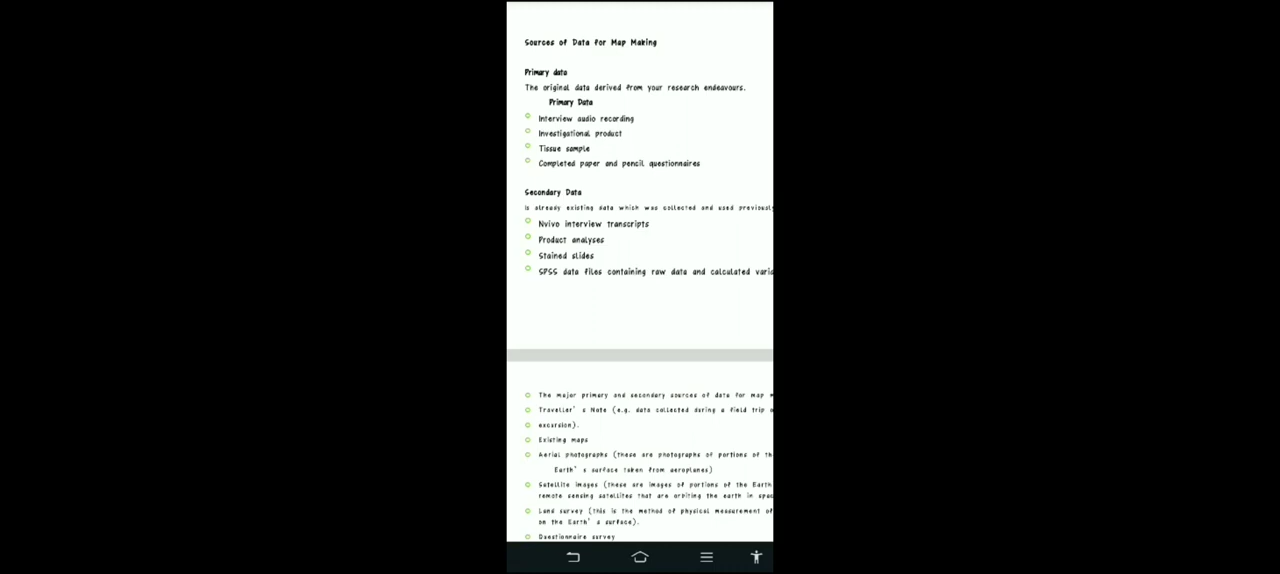 Sources of Data for Map Making
Primary data
The original data derived from your research endeavours.
Primary Data
Interview audio recording
Investigational product
Tissue sample
Completed paper and pencil questionnaires
Secondary Data
Is already existing data which was collected and used previously
Nvivo interview transcripts
Product analyses
Stained slides
SPSS data files containing raw data and calculated varia
The major primary and secondary sources of data for map m
Traveller's Note (e.g. data collected during a field trip o
excursion).
Existing maps
Aerial photographs (these are photographs of portions of th
Earth's surface taken from aeroplanes)
Satellite images (these are images of portions of the Earth
remote sensing satellites that are orbiting the earth in spac
Land survey (this is the method of physical measurement of
on the Earth's surface).
Questionnaire survey